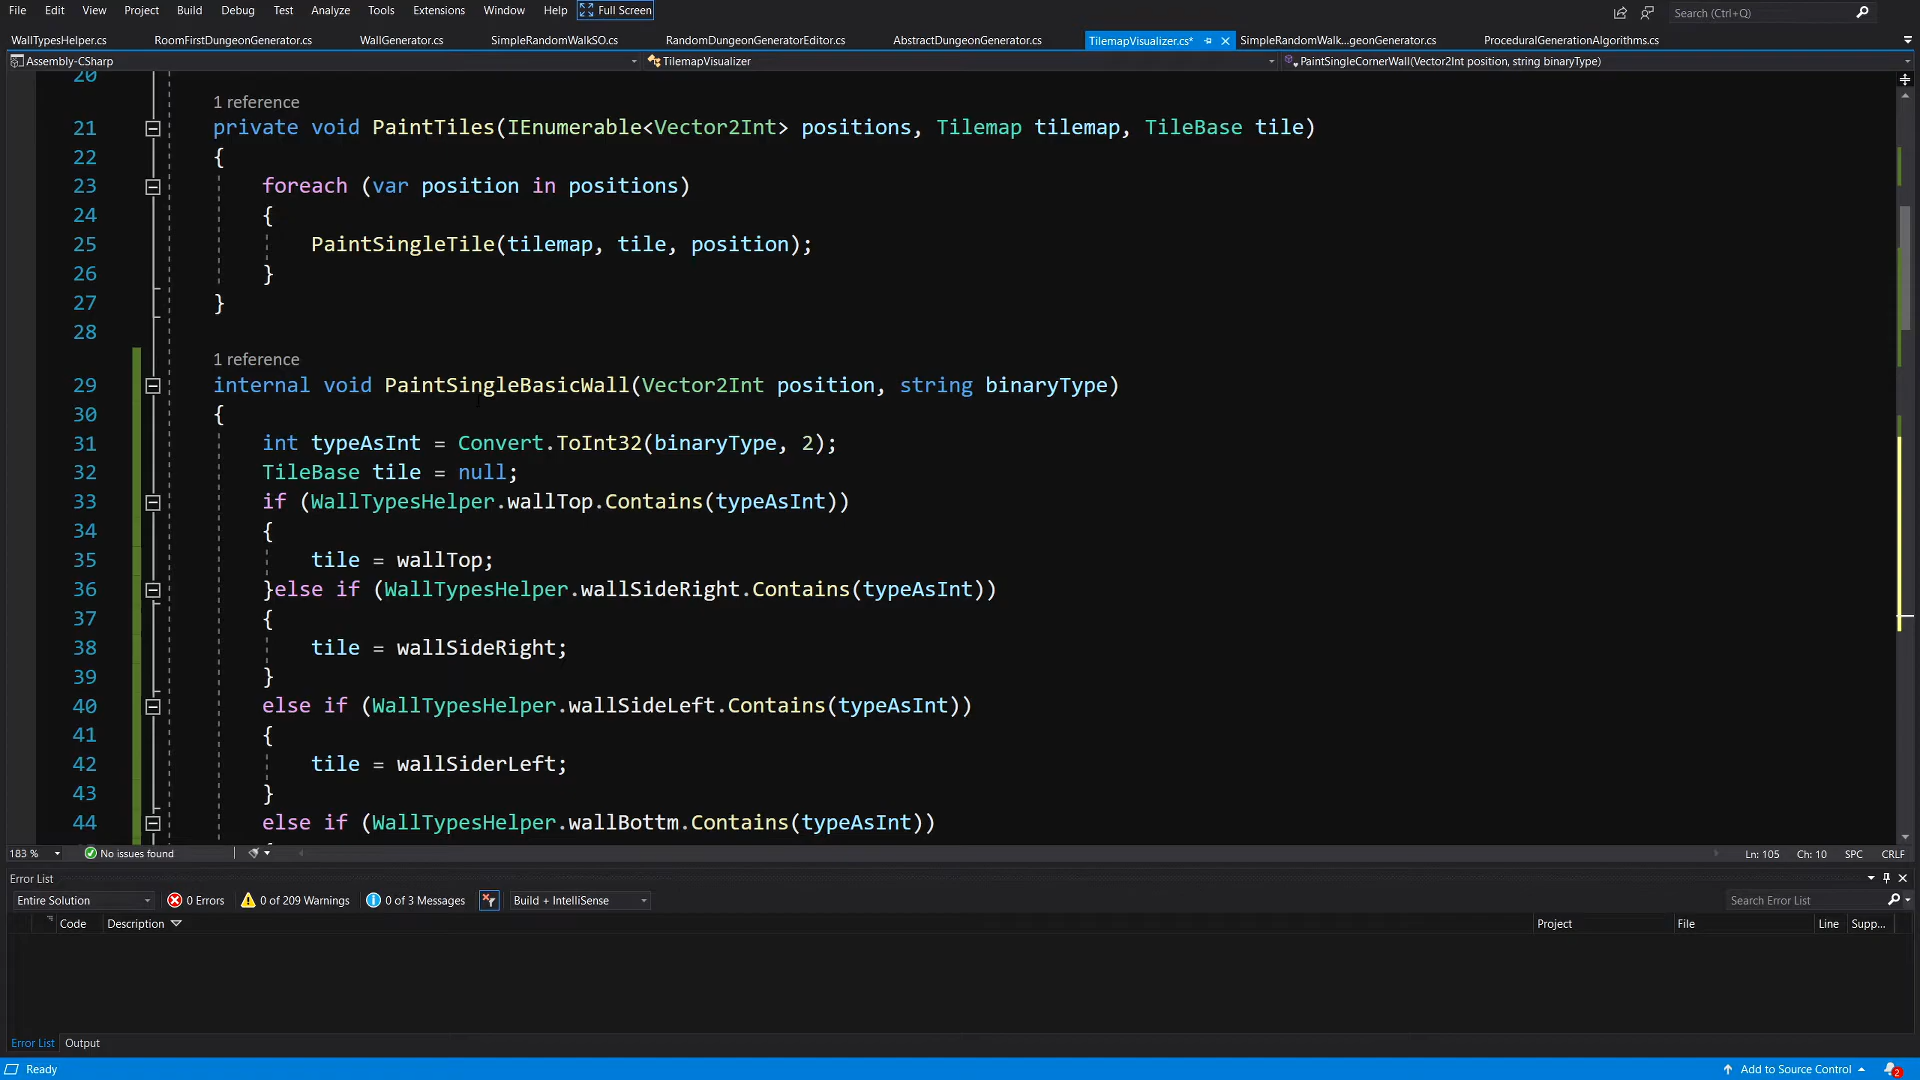 File Edit View Project Build Debug Test Analyze Tools Extensions Window Help Full Screen Search (Ctrl+Q)
WallTypesHelper.cs RoomFirstDungeonGenerator.cs WallGenerator.cs SimpleRandomWalkSO.cs RandomDungeonGeneratorEditor.cs AbstractDungeonGenerator.cs TilemapVisualizer.cs* SimpleRandomWalk...geonGenerator.cs ProceduralGenerationAlgorithms.cs
Assembly-CSharp TilemapVisualizer PaintSingleCornerWall(Vector2Int position, string binaryType)
20
1 reference
21 private void PaintTiles(IEnumerable<Vector2Int> positions, Tilemap tilemap, TileBase tile)
22 {
23 foreach (var position in positions)
24 {
25 PaintSingleTile(tilemap, tile, position);
26 }
27 }
28
1 reference
29 internal void PaintSingleBasicWall(Vector2Int position, string binaryType)
30 {
31 int typeAsInt = Convert.ToInt32(binaryType, 2);
32 TileBase tile = null;
33 if (WallTypesHelper.wallTop.Contains(typeAsInt))
34 {
35 tile = wallTop;
36 }else if (WallTypesHelper.wallSideRight.Contains(typeAsInt))
37 {
38 tile = wallSideRight;
39 }
40 else if (WallTypesHelper.wallSideLeft.Contains(typeAsInt))
41 {
42 tile = wallSiderLeft;
43 }
44 else if (WallTypesHelper.wallBottm.Contains(typeAsInt))
183 % No issues found Ln: 105 Ch: 10 SPC CRLF
Error List
Entire Solution 0 Errors 0 of 209 Warnings 0 of 3 Messages Build + IntelliSense Search Error List
Code Description Project File Line Supp...
Error List Output
Ready Add to Source Control 2